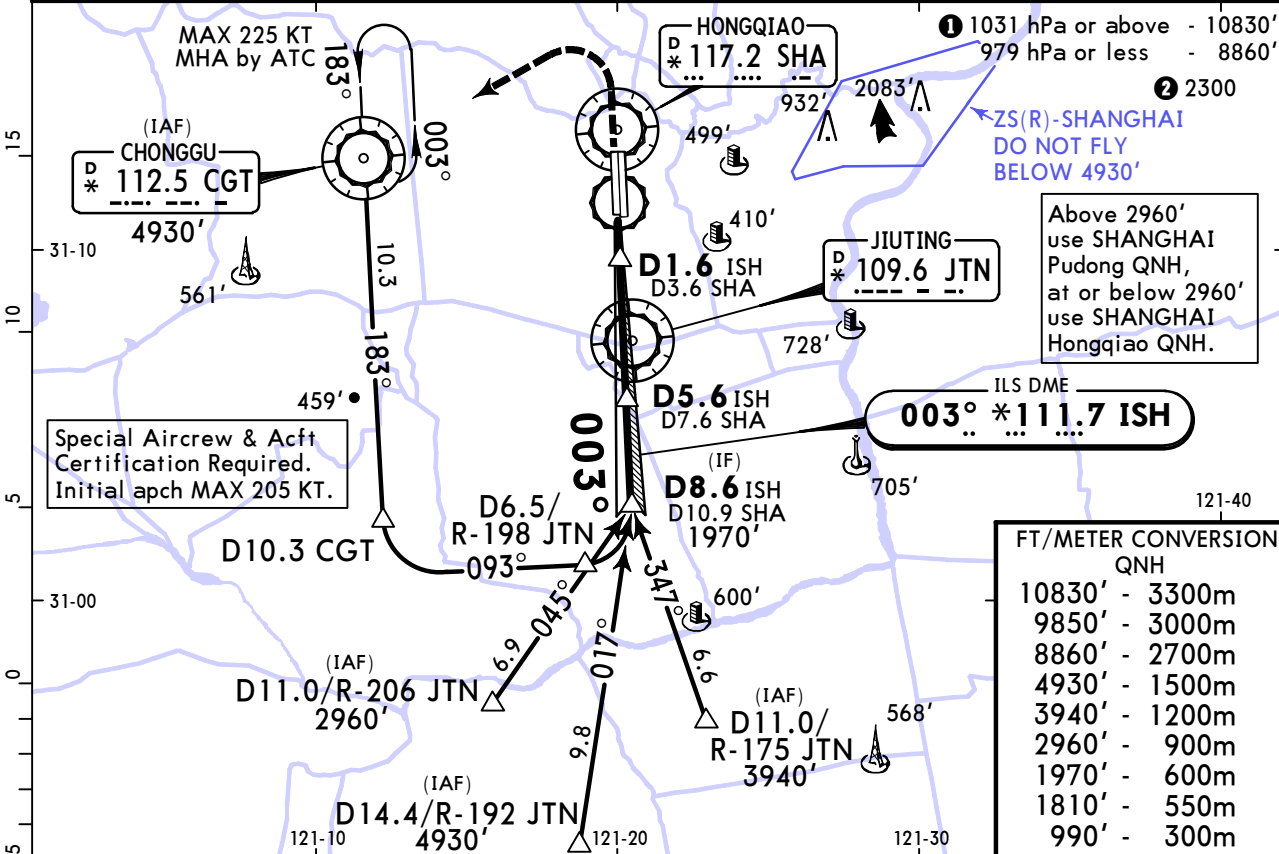 MAX 225 KT
MHA by ATC
183°
003°
(IAF)
CHONGGU
D
* 112.5 CGT
4930'
HONGQIAO
D
* 117.2 SHA
1 1031 hPa or above - 10830'
979 hPa or less - 8860'
2 2300
932'
2083'
499'
ZS(R)-SHANGHAI
DO NOT FLY
BELOW 4930'
15
31-10
561'
10.3
410'
D1.6 ISH
D3.6 SHA
JIUTING
D
* 109.6 JTN
Above 2960'
use SHANGHAI
Pudong QNH,
at or below 2960'
use SHANGHAI
Hongqiao QNH.
10
183°
728'
459'
D5.6 ISH
D7.6 SHA
ILS DME
003° *111.7 ISH
Special Aircrew & Acft
Certification Required.
Initial apch MAX 205 KT.
003°
(IF)
D8.6 ISH
D10.9 SHA
1970'
705'
121-40
5
D6.5/
R-198 JTN
D10.3 CGT
093°
045°
347°
600'
31-00
017°
6.9
6.6
9.8
0
(IAF)
D11.0/R-206 JTN
2960'
(IAF)
D11.0/
R-175 JTN
3940'
568'
(IAF)
D14.4/R-192 JTN
4930'
5
121-10
121-20
121-30
FT/METER CONVERSION
QNH
10830' - 3300m
9850' - 3000m
8860' - 2700m
4930' - 1500m
3940' - 1200m
2960' - 900m
1970' - 600m
1810' - 550m
990' - 300m